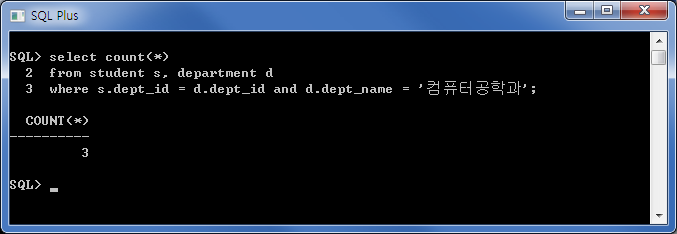 SQL Plus
SQL> select count(*)
  2  from student s, department d
  3  where s.dept_id = d.dept_id and d.dept_name = '컴퓨터공학과';
  COUNT(*)
----------
         3
SQL>